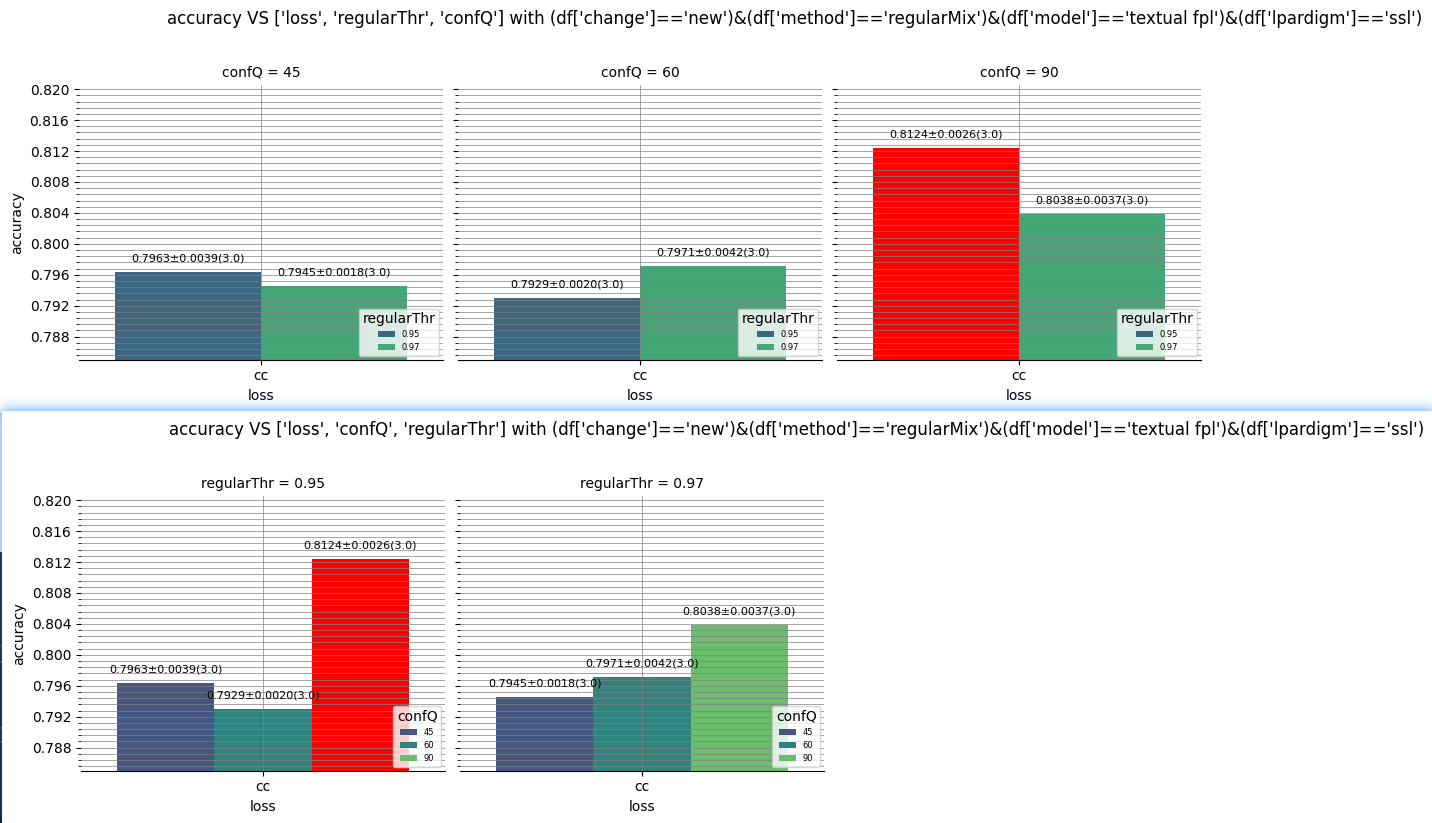 accuracy VS ['loss', 'regularThr', 'confQ'] with (df['change']=='new')&(df['method']=='regularMix')&(df['model']=='textual fpl')&(df['lpardigm']=='ssl')
confQ = 45
confQ = 60
confQ = 90
0.820
0.816
0.812
0.808
0.804
0.800
0.796
0.792
0.788
accuracy
0.7963±0.0039(3.0)
0.7945±0.0018(3.0)
regularThr
0.95
0.97
cc
loss
0.7929±0.0020(3.0)
0.7971±0.0042(3.0)
regularThr
0.95
0.97
cc
loss
0.8124±0.0026(3.0)
0.8038±0.0037(3.0)
regularThr
0.95
0.97
cc
loss
accuracy VS ['loss', 'confQ', 'regularThr'] with (df['change']=='new')&(df['method']=='regularMix')&(df['model']=='textual fpl')&(df['lpardigm']=='ssl')
regularThr = 0.95
regularThr = 0.97
0.820
0.816
0.812
0.808
0.804
0.800
0.796
0.792
0.788
accuracy
0.7963±0.0039(3.0)
0.7929±0.0020(3.0)
0.8124±0.0026(3.0)
confQ
45
60
90
cc
loss
0.7945±0.0018(3.0)
0.7971±0.0042(3.0)
0.8038±0.0037(3.0)
confQ
45
60
90
cc
loss